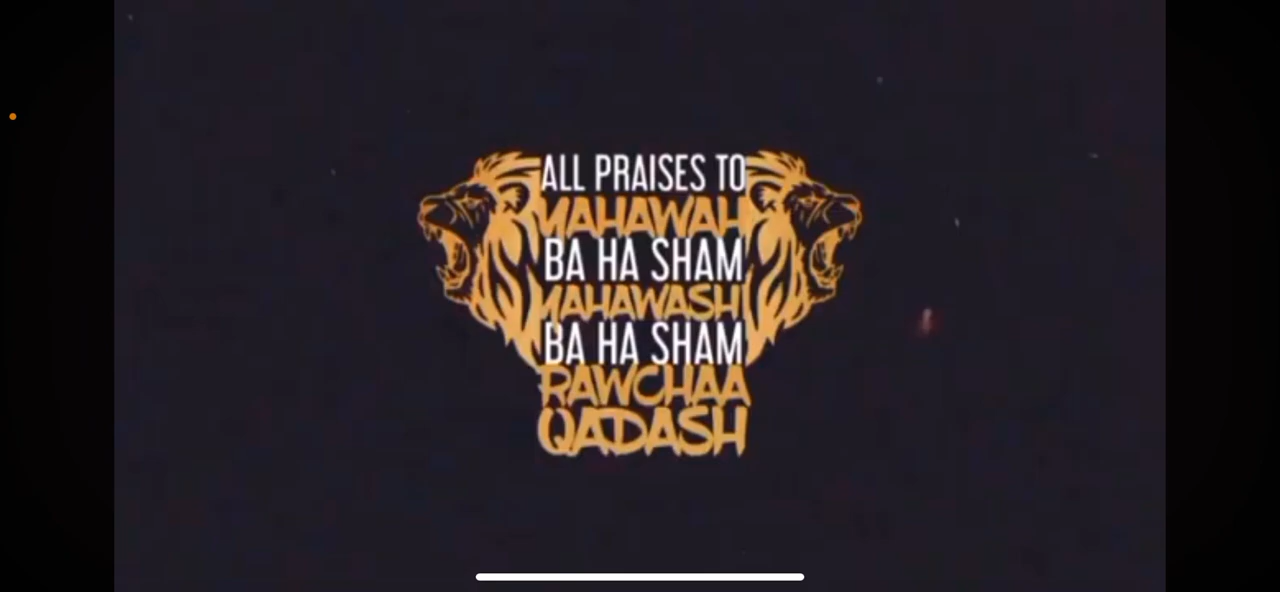 ALL PRAISES TO
YAHAWAH
BA HA SHAM
YAHAWASHI
BA HA SHAM
RAWCHAA
QADASH